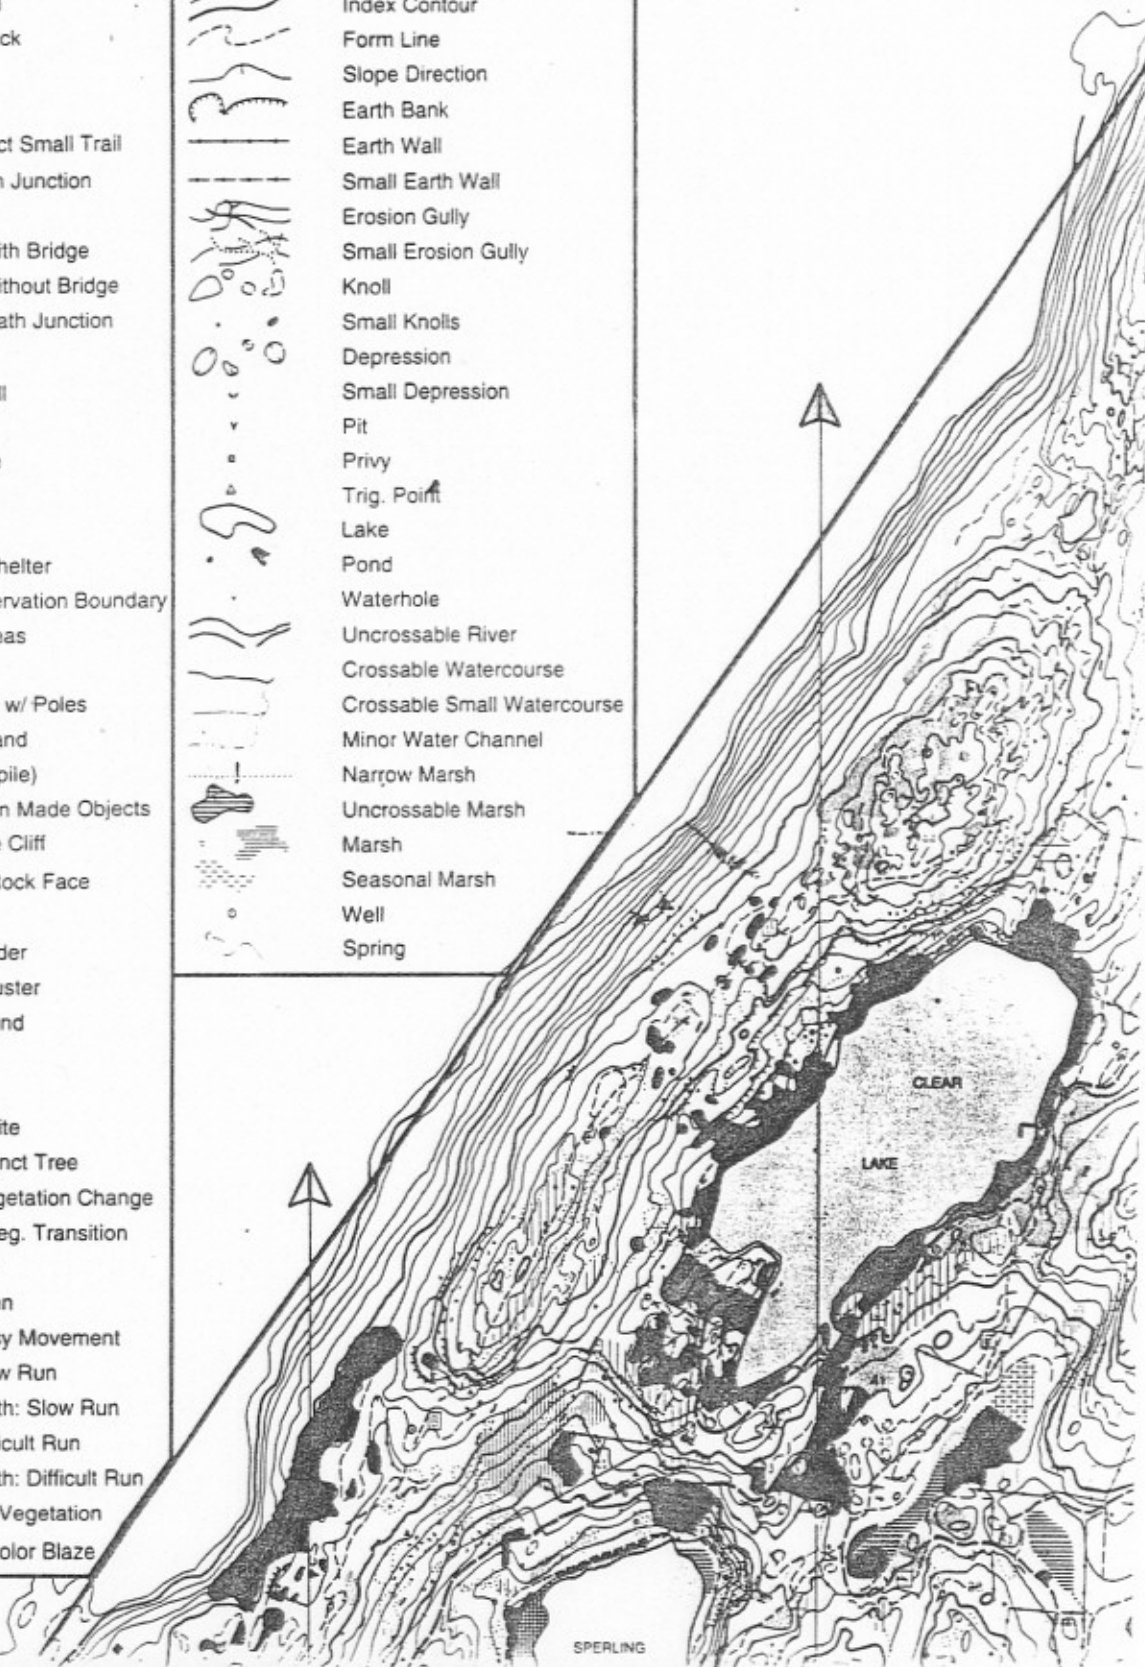 ck
ct Small Trail
n Junction
ith Bridge
ithout Bridge
ath Junction
ll
helter
ervation Boundary
eas
w/ Poles
and
pile)
n Made Objects
e Cliff
Rock Face
der
uster
nd
ite
nct Tree
getation Change
eg. Transition
an
sy Movement
w Run
th: Slow Run
icult Run
th: Difficult Run
Vegetation
olor Blaze
Index Contour
Form Line
Slope Direction
Earth Bank
Earth Wall
Small Earth Wall
Erosion Gully
Small Erosion Gully
Knoll
Small Knolls
Depression
Small Depression
Pit
Privy
Trig. Point
Lake
Pond
Waterhole
Uncrossable River
Crossable Watercourse
Crossable Small Watercourse
Minor Water Channel
Narrow Marsh
Uncrossable Marsh
Marsh
Seasonal Marsh
Well
Spring
CLEAR
LAKE
SPERLING